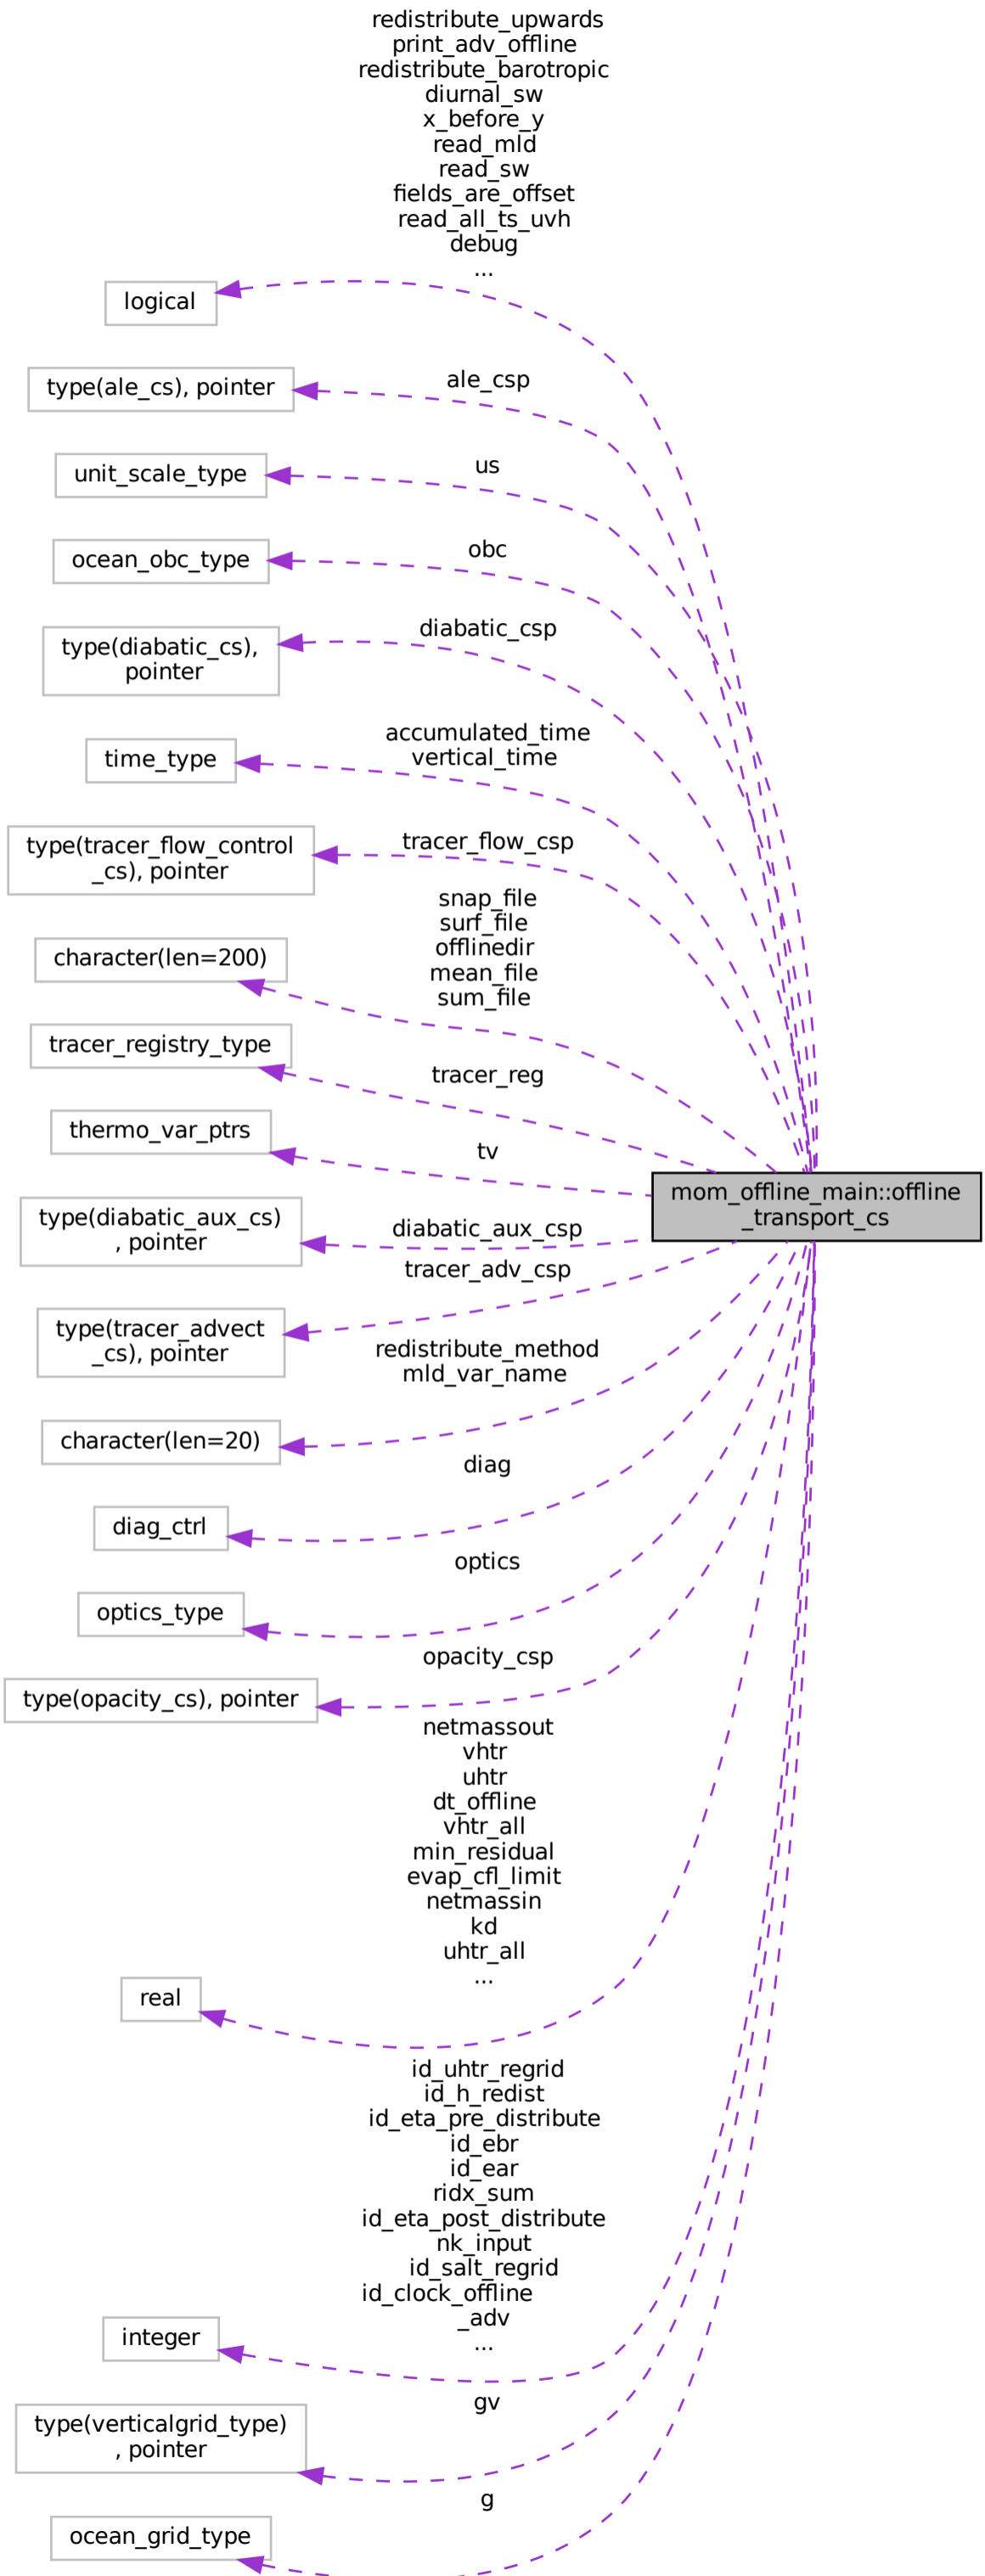 redistribute_upwards
print_adv_offline
redistribute_barotropic
diurnal_sw
x_before_y
read_mld
read_sw
fields_are_offset
read_all_ts_uvh
debug
...
logical
ale_csp
type(ale_cs), pointer
us
unit_scale_type
obc
ocean_obc_type
diabatic_csp
type(diabatic_cs),
pointer
accumulated_time
vertical_time
time_type
tracer_flow_csp
type(tracer_flow_control
_cs), pointer
snap_file
surf_file
offlinedir
mean_file
sum_file
character(len=200)
tracer_registry_type
tracer_reg
thermo_var_ptrs
tv
mom_offline_main::offline
_transport_cs
type(diabatic_aux_cs)
, pointer
diabatic_aux_csp
tracer_adv_csp
type(tracer_advect
_cs), pointer
redistribute_method
mld_var_name
character(len=20)
diag
diag_ctrl
optics
optics_type
opacity_csp
type(opacity_cs), pointer
netmassout
vhtr
uhtr
dt_offline
vhtr_all
min_residual
evap_cfl_limit
netmassin
kd
uhtr_all
...
real
id_uhtr_regrid
id_h_redist
id_eta_pre_distribute
id_ebr
id_ear
ridx_sum
id_eta_post_distribute
nk_input
id_salt_regrid
id_clock_offline
_adv
...
integer
gv
type(verticalgrid_type)
, pointer
g
ocean_grid_type